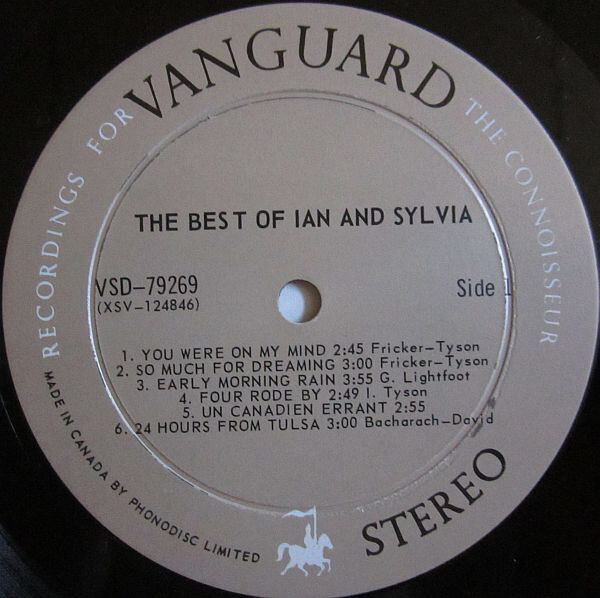 RECORDINGS FOR VANGUARD THE CONNOISSEUR
THE BEST OF IAN AND SYLVIA
VSD-79269
(XSV-124846)
Side 1
1. YOU WERE ON MY MIND 2:45 Fricker-Tyson
2. SO MUCH FOR DREAMING 3:00 Fricker-Tyson
3. EARLY MORNING RAIN 3:55 G. Lightfoot
4. FOUR RODE BY 2:49 I. Tyson
5. UN CANADIEN ERRANT 2:55
6. 24 HOURS FROM TULSA 3:00 Bacharach-David
MADE IN CANADA BY PHONODISC LIMITED
STEREO